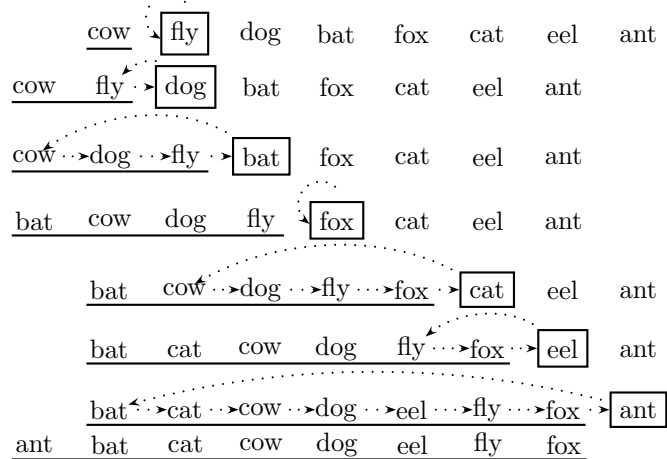 cow fly dog bat fox cat eel ant
cow fly dog bat fox cat eel ant
cow dog fly bat fox cat eel ant
bat cow dog fly fox cat eel ant
bat cow dog fly fox cat eel ant
bat cat cow dog fly fox eel ant
bat cat cow dog eel fly fox ant
ant bat cat cow dog eel fly fox